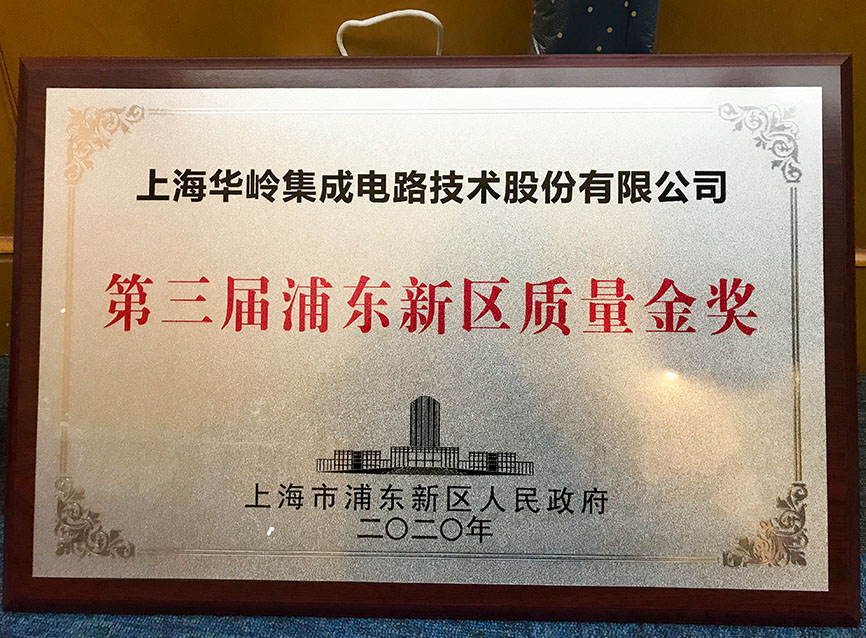 上海华岭集成电路技术股份有限公司
第三届浦东新区质量金奖
上海市浦东新区人民政府
二〇二〇年